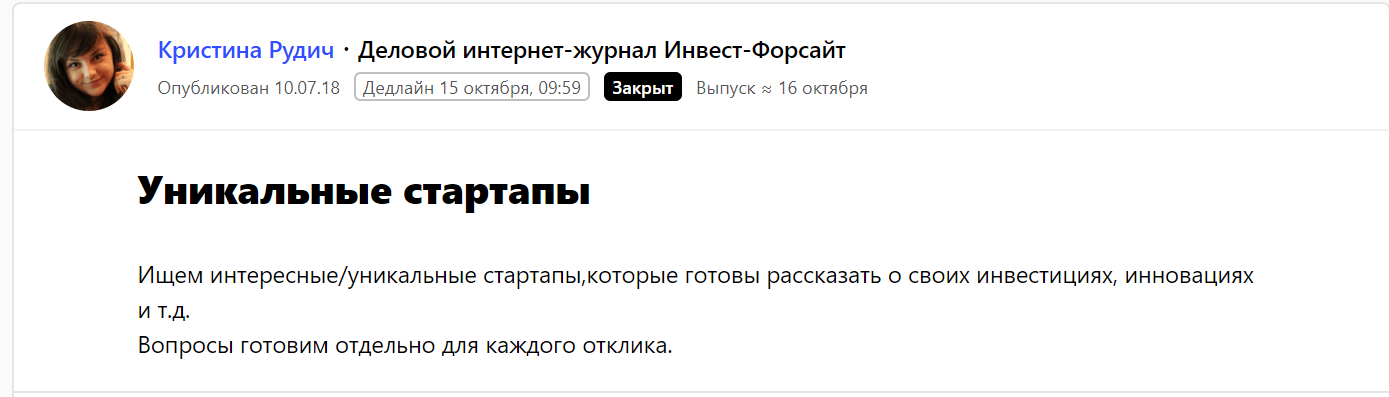 Кристина Рудич · Деловой интернет-журнал Инвест-Форсайт
Опубликован 10.07.18 Дедлайн 15 октября, 09:59 Закрыт Выпуск ≈ 16 октября
Уникальные стартапы
Ищем интересные/уникальные стартапы,которые готовы рассказать о своих инвестициях, инновациях
и т.д.
Вопросы готовим отдельно для каждого отклика.